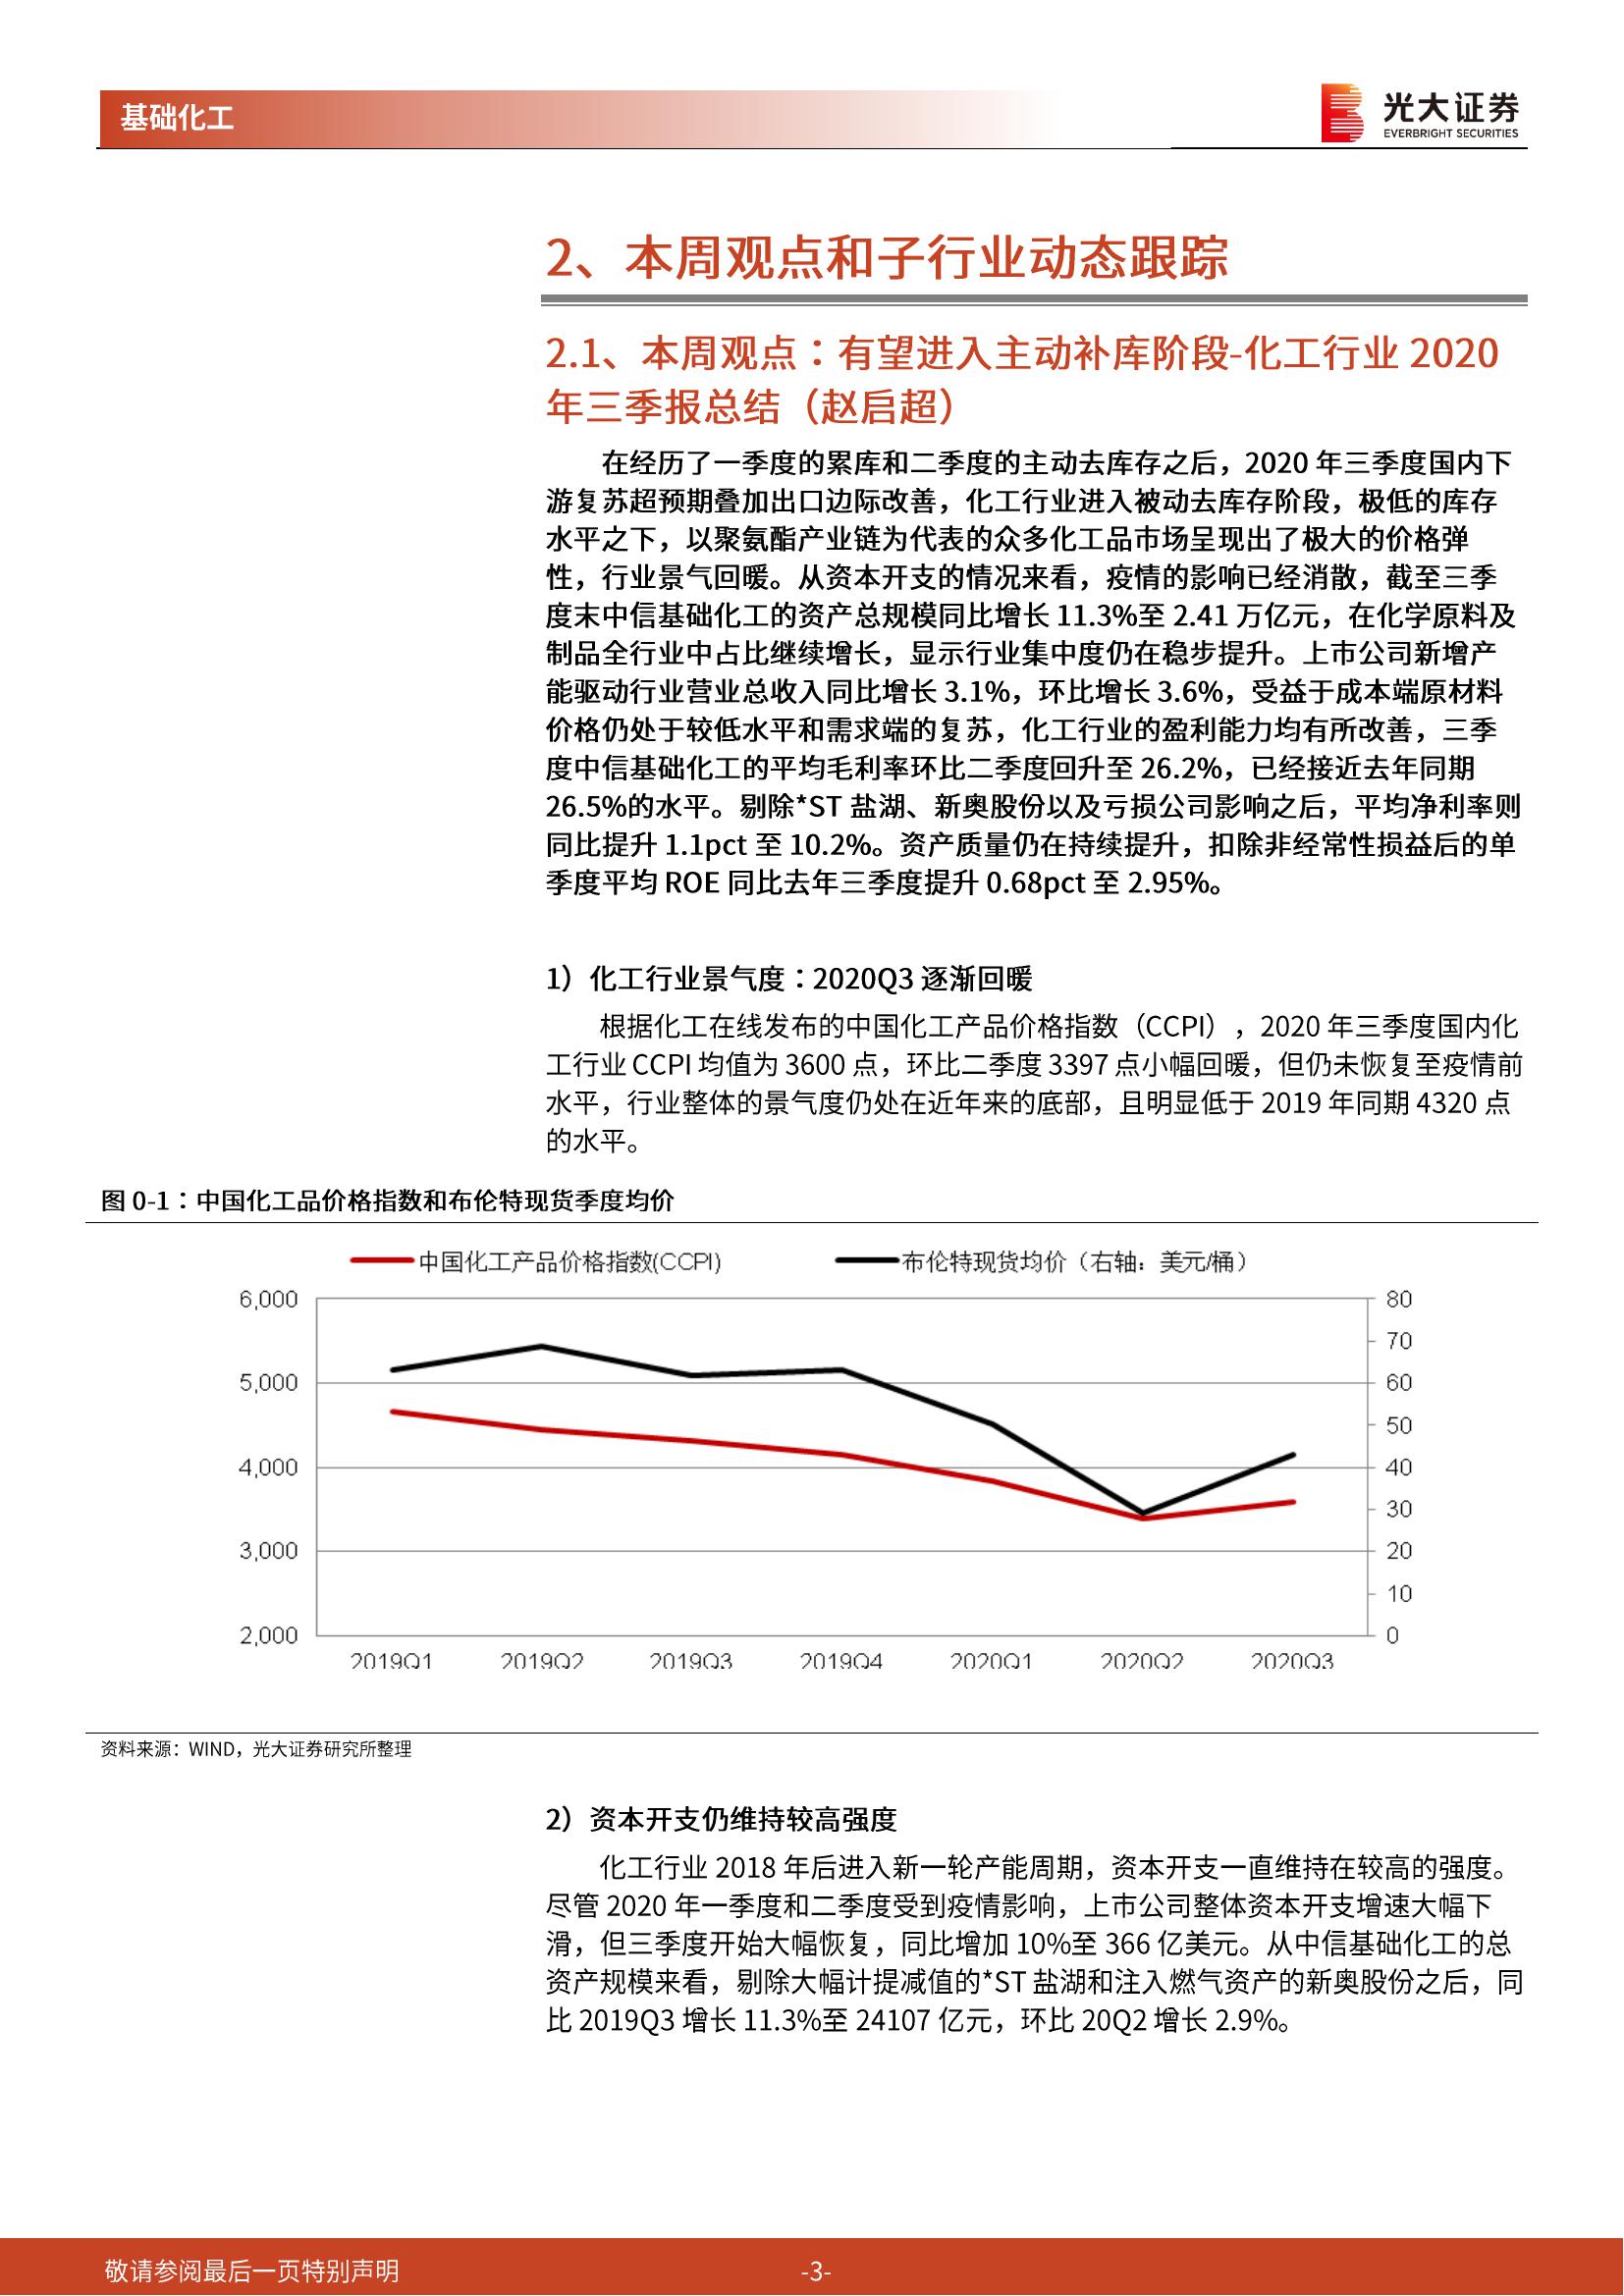 基础化工
光大证券
EVERBRIGHT SECURITIES
2、本周观点和子行业动态跟踪
2.1、本周观点：有望进入主动补库阶段-化工行业 2020
年三季报总结（赵启超）
在经历了一季度的累库和二季度的主动去库存之后，2020 年三季度国内下
游复苏超预期叠加出口边际改善，化工行业进入被动去库存阶段，极低的库存
水平之下，以聚氨酯产业链为代表的众多化工品市场呈现出了极大的价格弹
性，行业景气回暖。从资本开支的情况来看，疫情的影响已经消散，截至三季
度末中信基础化工的资产总规模同比增长 11.3%至 2.41 万亿元，在化学原料及
制品全行业中占比继续增长，显示行业集中度仍在稳步提升。上市公司新增产
能驱动行业营业总收入同比增长 3.1%，环比增长 3.6%，受益于成本端原材料
价格仍处于较低水平和需求端的复苏，化工行业的盈利能力均有所改善，三季
度中信基础化工的平均毛利率环比二季度回升至 26.2%，已经接近去年同期
26.5%的水平。剔除*ST 盐湖、新奥股份以及亏损公司影响之后，平均净利率则
同比提升 1.1pct 至 10.2%。资产质量仍在持续提升，扣除非经常性损益后的单
季度平均 ROE 同比去年三季度提升 0.68pct 至 2.95%。
1）化工行业景气度：2020Q3 逐渐回暖
根据化工在线发布的中国化工产品价格指数（CCPI），2020 年三季度国内化
工行业 CCPI 均值为 3600 点，环比二季度 3397 点小幅回暖，但仍未恢复至疫情前
水平，行业整体的景气度仍处在近年来的底部，且明显低于 2019 年同期 4320 点
的水平。
图 0-1：中国化工品价格指数和布伦特现货季度均价
中国化工产品价格指数(CCPI) 布伦特现货均价（右轴：美元/桶）
6,000 80
70
5,000 60
50
4,000 40
30
3,000 20
10
2,000 0
2019Q1 2019Q2 2019Q3 2019Q4 2020Q1 2020Q2 2020Q3
资料来源：WIND，光大证券研究所整理
2）资本开支仍维持较高强度
化工行业 2018 年后进入新一轮产能周期，资本开支一直维持在较高的强度。
尽管 2020 年一季度和二季度受到疫情影响，上市公司整体资本开支增速大幅下
滑，但三季度开始大幅恢复，同比增加 10%至 366 亿美元。从中信基础化工的总
资产规模来看，剔除大幅计提减值的*ST 盐湖和注入燃气资产的新奥股份之后，同
比 2019Q3 增长 11.3%至 24107 亿元，环比 20Q2 增长 2.9%。
敬请参阅最后一页特别声明 -3-